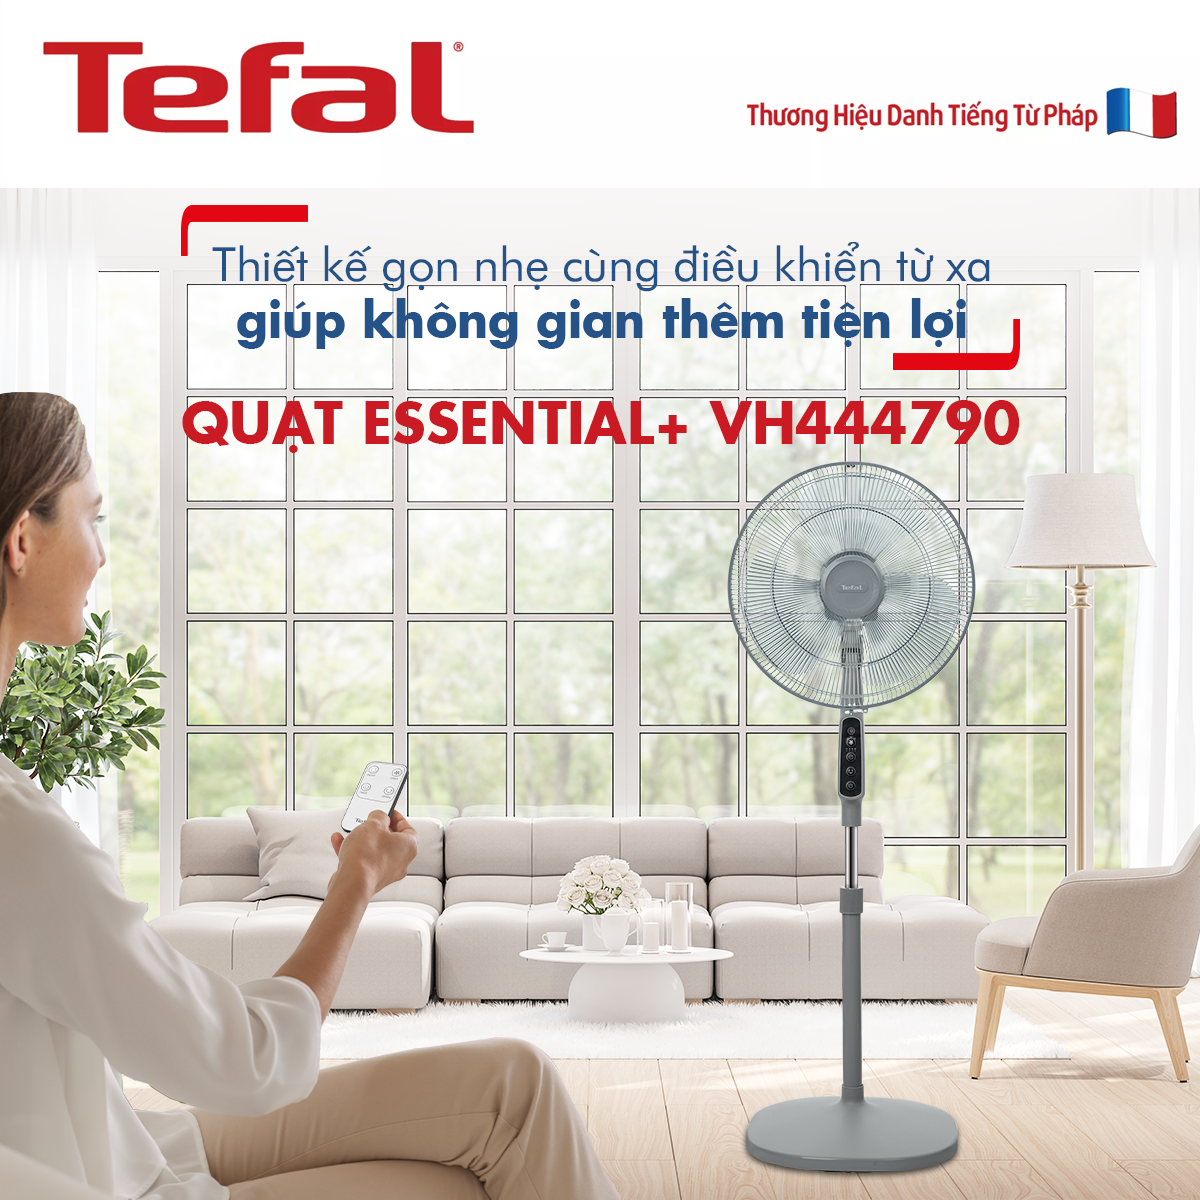 Tefal®
Thương Hiệu Danh Tiếng Từ Pháp
Thiết kế gọn nhẹ cùng điều khiển từ xa
giúp không gian thêm tiện lợi
QUẠT ESSENTIAL+ VH444790
Tefal